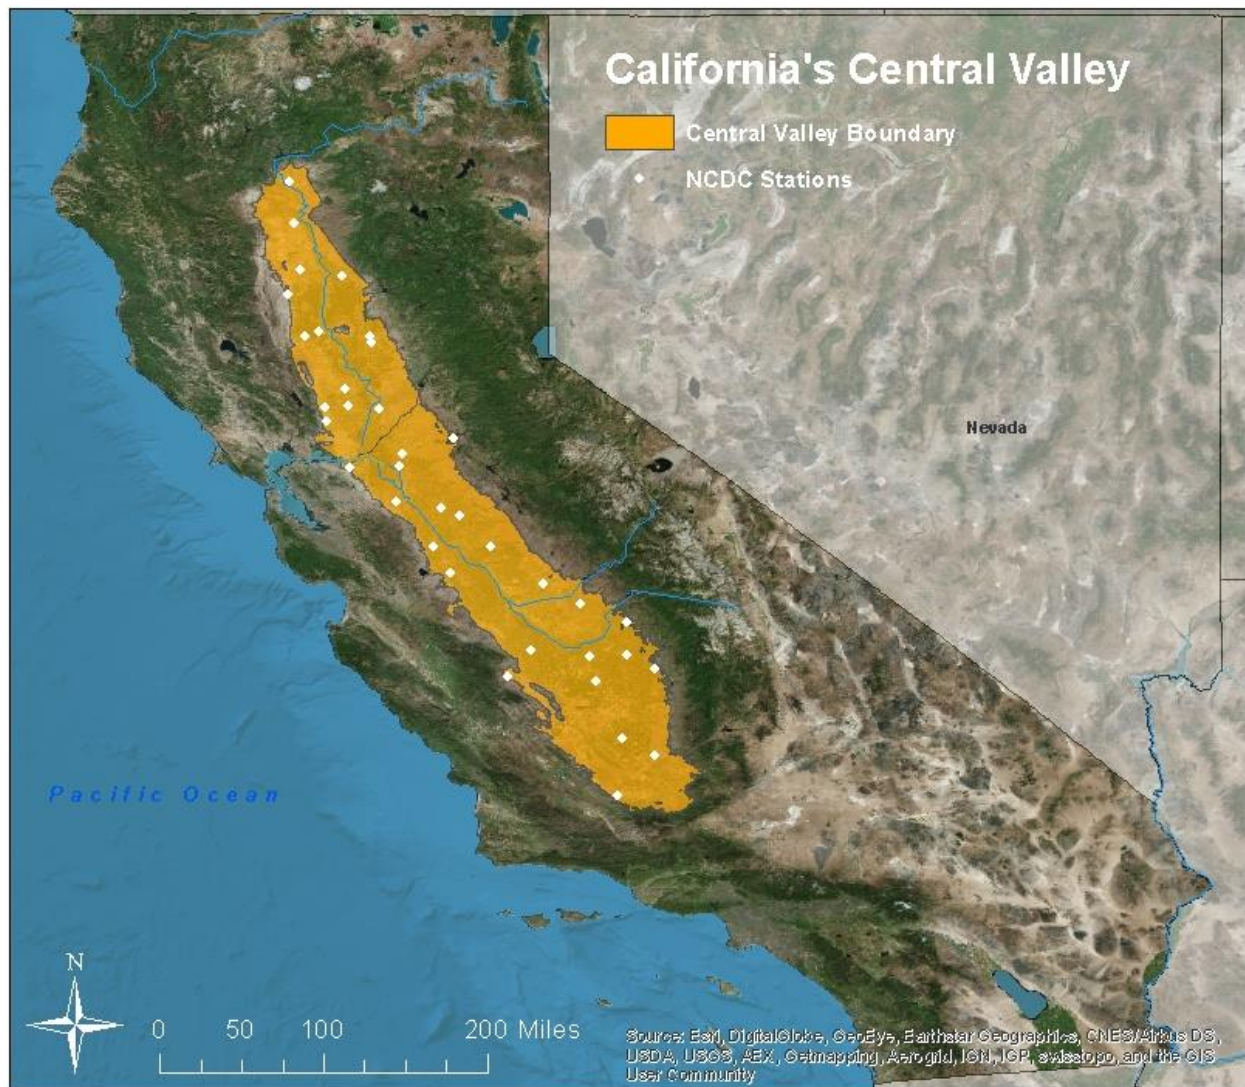 California's Central Valley
Central Valley Boundary
NCDC Stations
Nevada
Pacific Ocean
N
0 50 100 200 Miles
Source: Esri, DigitalGlobe, GeoEye, Earthstar Geographics, CNES/Airbus DS,
USDA, USGS, AEX, Getmapping, Aerogrid, IGN, IGP, swisstopo, and the GIS
User Community